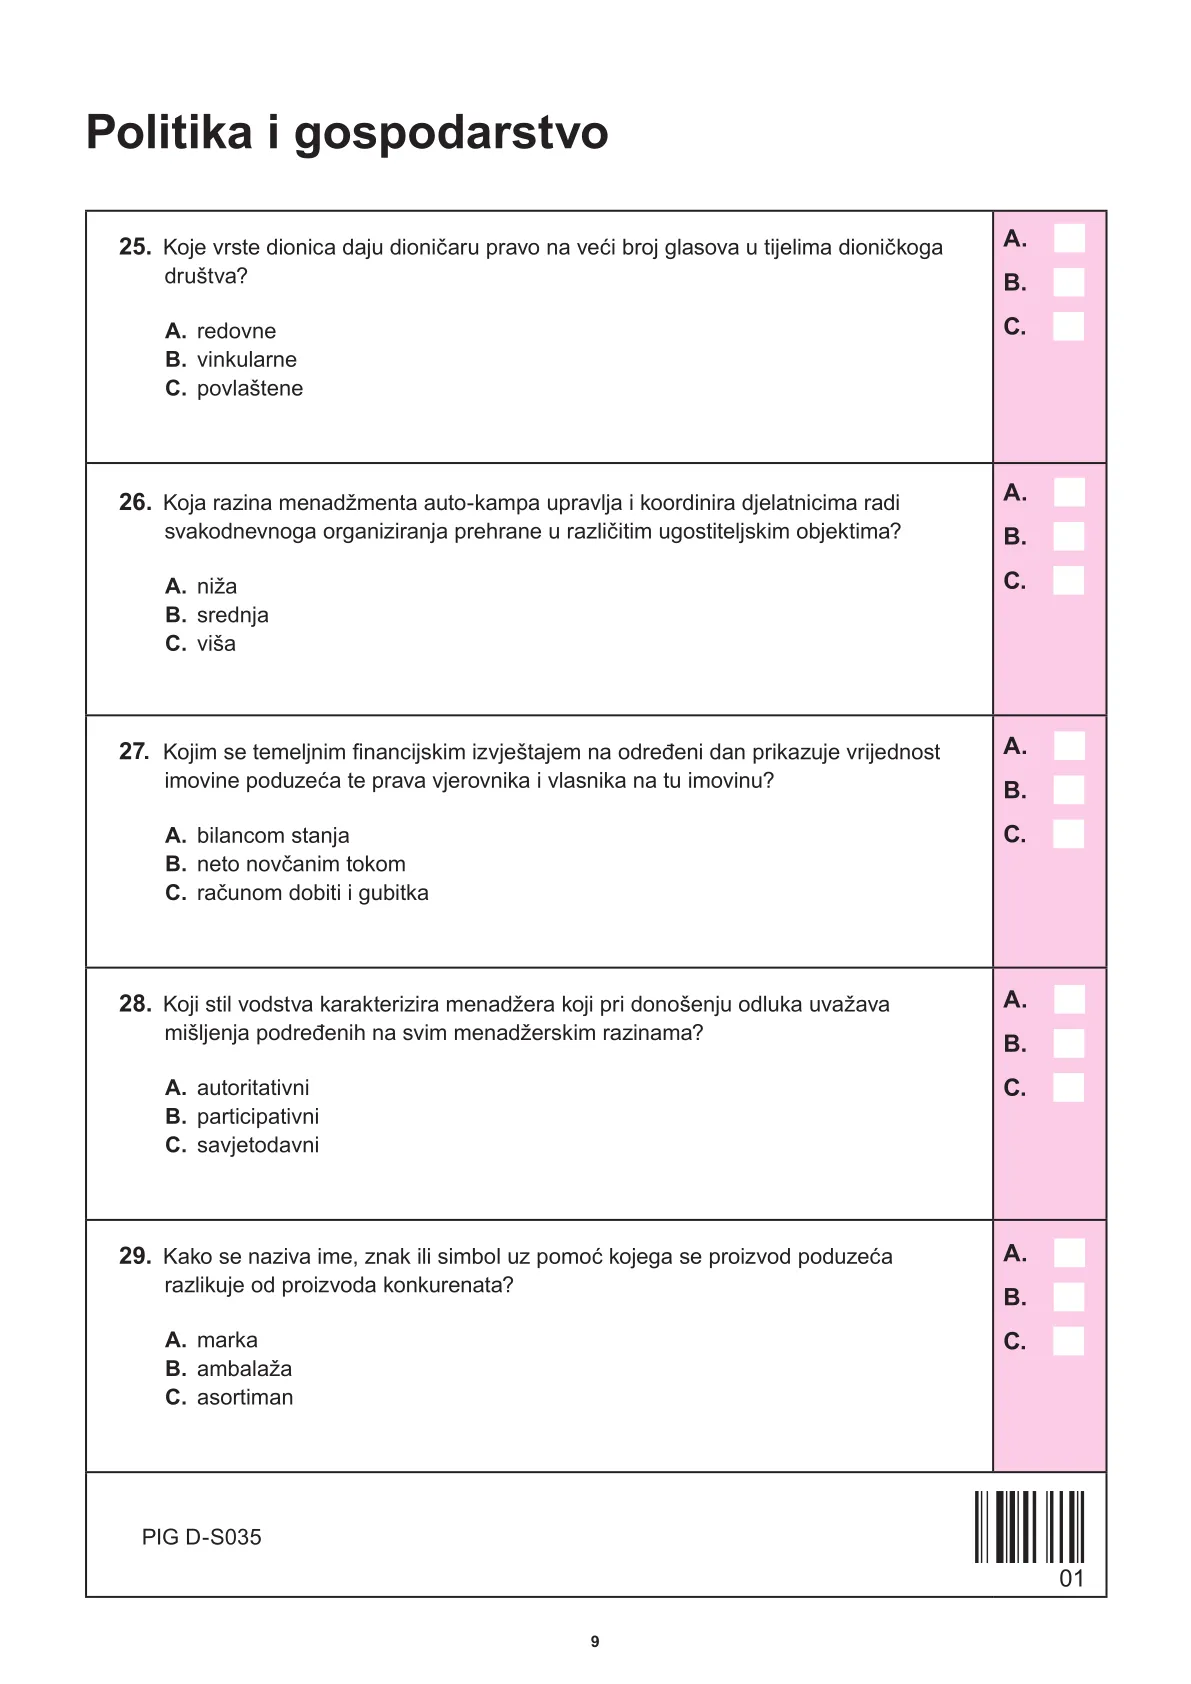 Politika i gospodarstvo
25. Koje vrste dionica daju dioničaru pravo na veći broj glasova u tijelima dioničkoga
društva?
A. redovne
B. vinkularne
C. povlaštene
A.
B.
C.
26. Koja razina menadžmenta auto-kampa upravlja i koordinira djelatnicima radi
svakodnevnoga organiziranja prehrane u različitim ugostiteljskim objektima?
A. niža
B. srednja
C. viša
A.
B.
C.
27. Kojim se temeljnim financijskim izvještajem na određeni dan prikazuje vrijednost
imovine poduzeća te prava vjerovnika i vlasnika na tu imovinu?
A. bilancom stanja
B. neto novčanim tokom
C. računom dobiti i gubitka
A.
B.
C.
28. Koji stil vodstva karakterizira menadžera koji pri donošenju odluka uvažava
mišljenja podređenih na svim menadžerskim razinama?
A. autoritativni
B. participativni
C. savjetodavni
A.
B.
C.
29. Kako se naziva ime, znak ili simbol uz pomoć kojega se proizvod poduzeća
razlikuje od proizvoda konkurenata?
A. marka
B. ambalaža
C. asortiman
A.
B.
C.
PIG D-S035
01
9